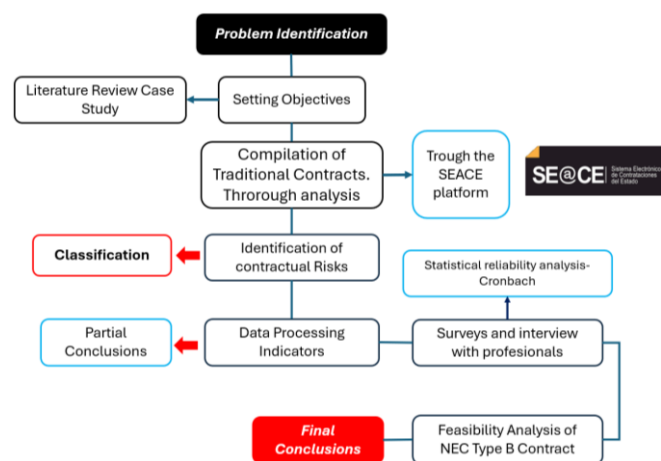 Problem Identification
Literature Review Case
Study
Setting Objectives
Compilation of
Traditional Contracts.
Throrough analysis
Trough the
SEACE
platform
SE@CE
Sistema Electrónico
de Contrataciones
del Estado
Classification
Identification of
contractual Risks
Statistical reliability analysis-
Cronbach
Partial
Conclusions
Data Processing
Indicators
Surveys and interview
with profesionals
Final
Conclusions
Feasibility Analysis of
NEC Type B Contract